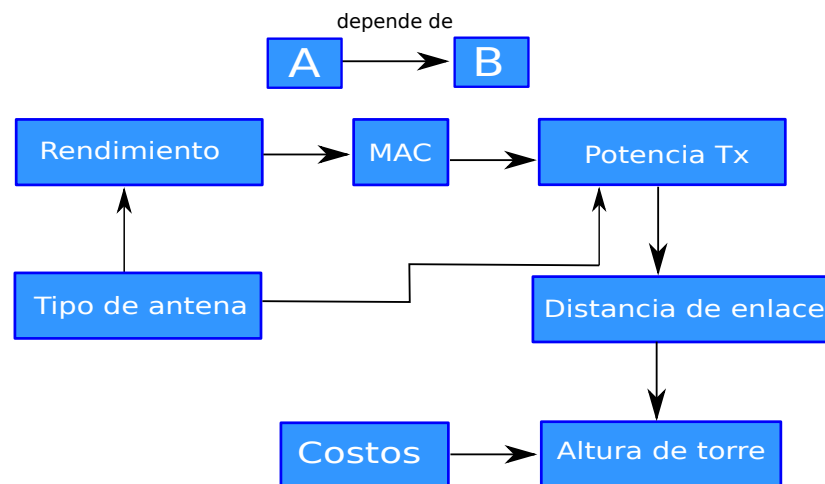 depende de
A
B
Rendimiento
MAC
Potencia Tx
Tipo de antena
Distancia de enlace
Costos
Altura de torre